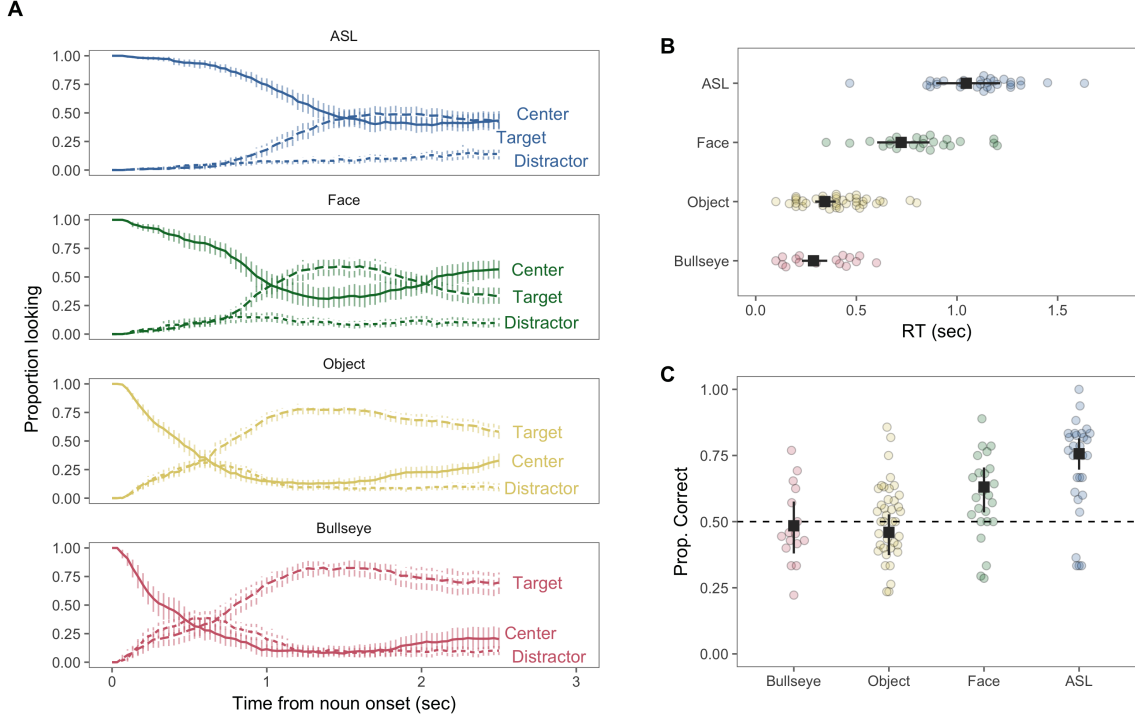 A
ASL
1.00
0.75
0.50
0.25
0.00
Center
Target
Distractor
Face
1.00
0.75
0.50
0.25
0.00
Center
Target
Distractor
Proportion looking
Object
1.00
0.75
0.50
0.25
0.00
Target
Center
Distractor
Bullseye
1.00
0.75
0.50
0.25
0.00
Target
Center
Distractor
0 1 2 3
Time from noun onset (sec)
B
ASL
Face
Object
Bullseye
0.0 0.5 1.0 1.5
RT (sec)
C
1.00
0.75
0.50
0.25
0.00
Prop. Correct
Bullseye Object Face ASL